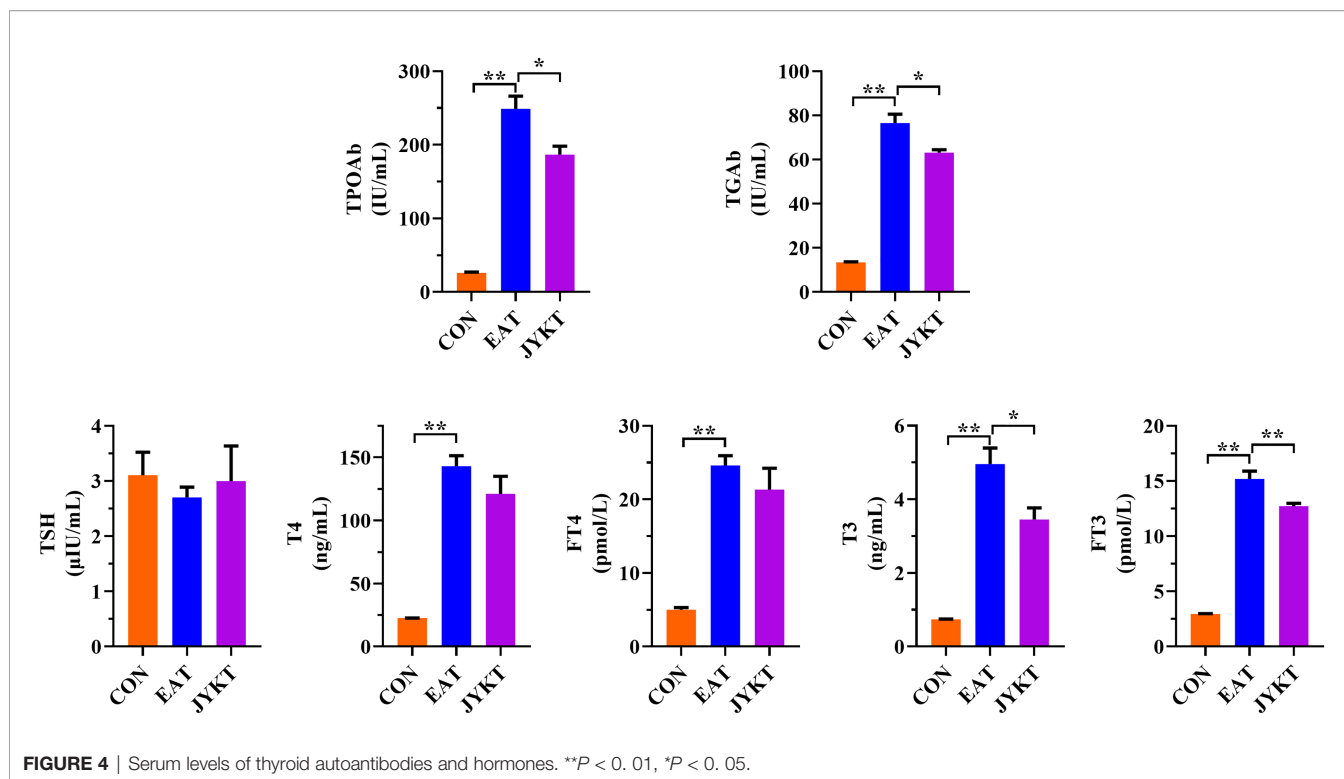 ** *
300
200
100
0
TPOAb
(IU/mL)
CON EAT JYKT
** *
100
80
60
40
20
0
TGAb
(IU/mL)
CON EAT JYKT
4
3
2
1
0
TSH
(μIU/mL)
CON EAT JYKT
**
150
125
100
75
50
25
0
T4
(ng/mL)
CON EAT JYKT
**
30
20
10
0
FT4
(pmol/L)
CON EAT JYKT
** *
6
4
2
0
T3
(ng/mL)
CON EAT JYKT
** **
20
15
10
5
0
FT3
(pmol/L)
CON EAT JYKT
FIGURE 4 | Serum levels of thyroid autoantibodies and hormones. **P < 0. 01, *P < 0. 05.